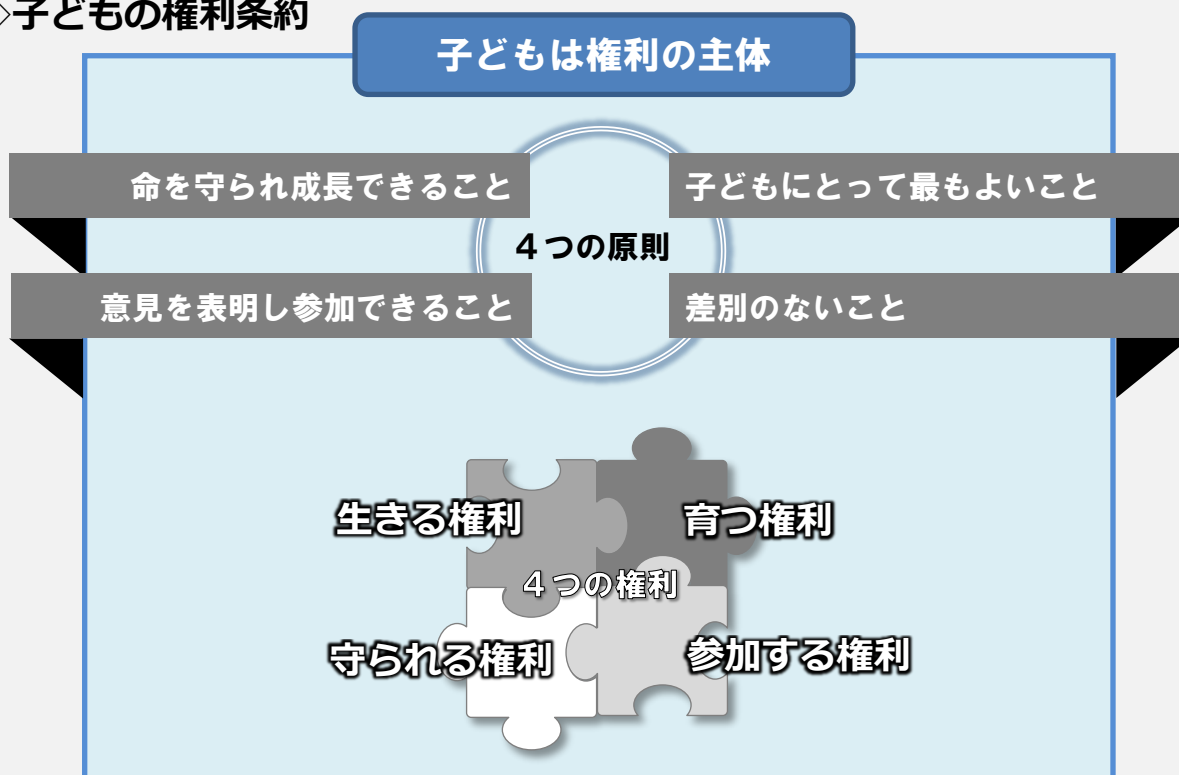 ◇子どもの権利条約
子どもは権利の主体
命を守られ成長できること
子どもにとって最もよいこと
４つの原則
意見を表明し参加できること
差別のないこと
生きる権利
育つ権利
４つの権利
守られる権利
参加する権利